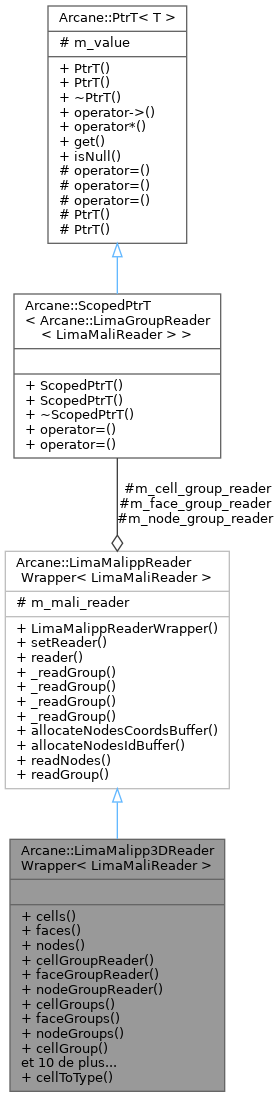 Arcane::PtrT< T >
# m_value
+ PtrT()
+ PtrT()
+ ~PtrT()
+ operator->()
+ operator*()
+ get()
+ isNull()
# operator=()
# operator=()
# operator=()
# PtrT()
# PtrT()
Arcane::ScopedPtrT
< Arcane::LimaGroupReader
< LimaMaliReader > >
+ ScopedPtrT()
+ ScopedPtrT()
+ ~ScopedPtrT()
+ operator=()
+ operator=()
#m_cell_group_reader
#m_face_group_reader
#m_node_group_reader
Arcane::LimaMalippReader
Wrapper< LimaMaliReader >
# m_mali_reader
+ LimaMalippReaderWrapper()
+ setReader()
+ reader()
+ _readGroup()
+ _readGroup()
+ _readGroup()
+ _readGroup()
+ allocateNodesCoordsBuffer()
+ allocateNodesIdBuffer()
+ readNodes()
+ readGroup()
Arcane::LimaMalipp3DReader
Wrapper< LimaMaliReader >
+ cells()
+ faces()
+ nodes()
+ cellGroupReader()
+ faceGroupReader()
+ nodeGroupReader()
+ cellGroups()
+ faceGroups()
+ nodeGroups()
+ cellGroup()
et 10 de plus...
+ cellToType()